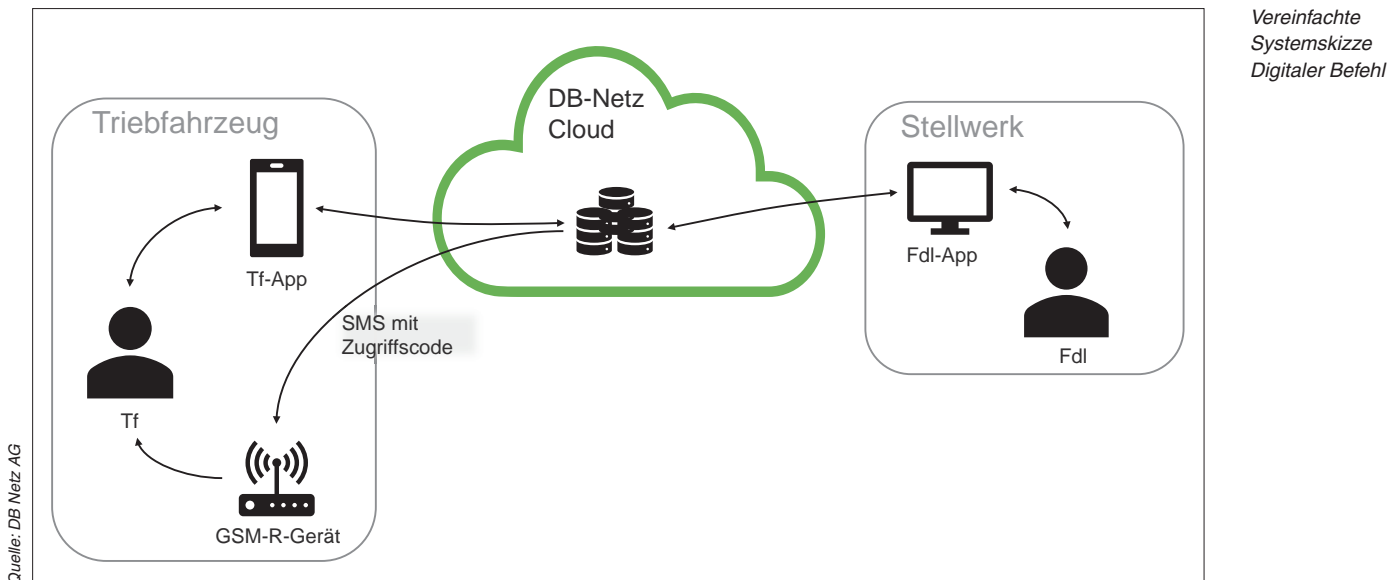 Vereinfachte
Systemskizze
Digitaler Befehl
Triebfahrzeug
Tf-App
Tf
GSM-R-Gerät
SMS mit
Zugriffscode
DB-Netz
Cloud
Stellwerk
Fdl-App
Fdl
Quelle: DB Netz AG